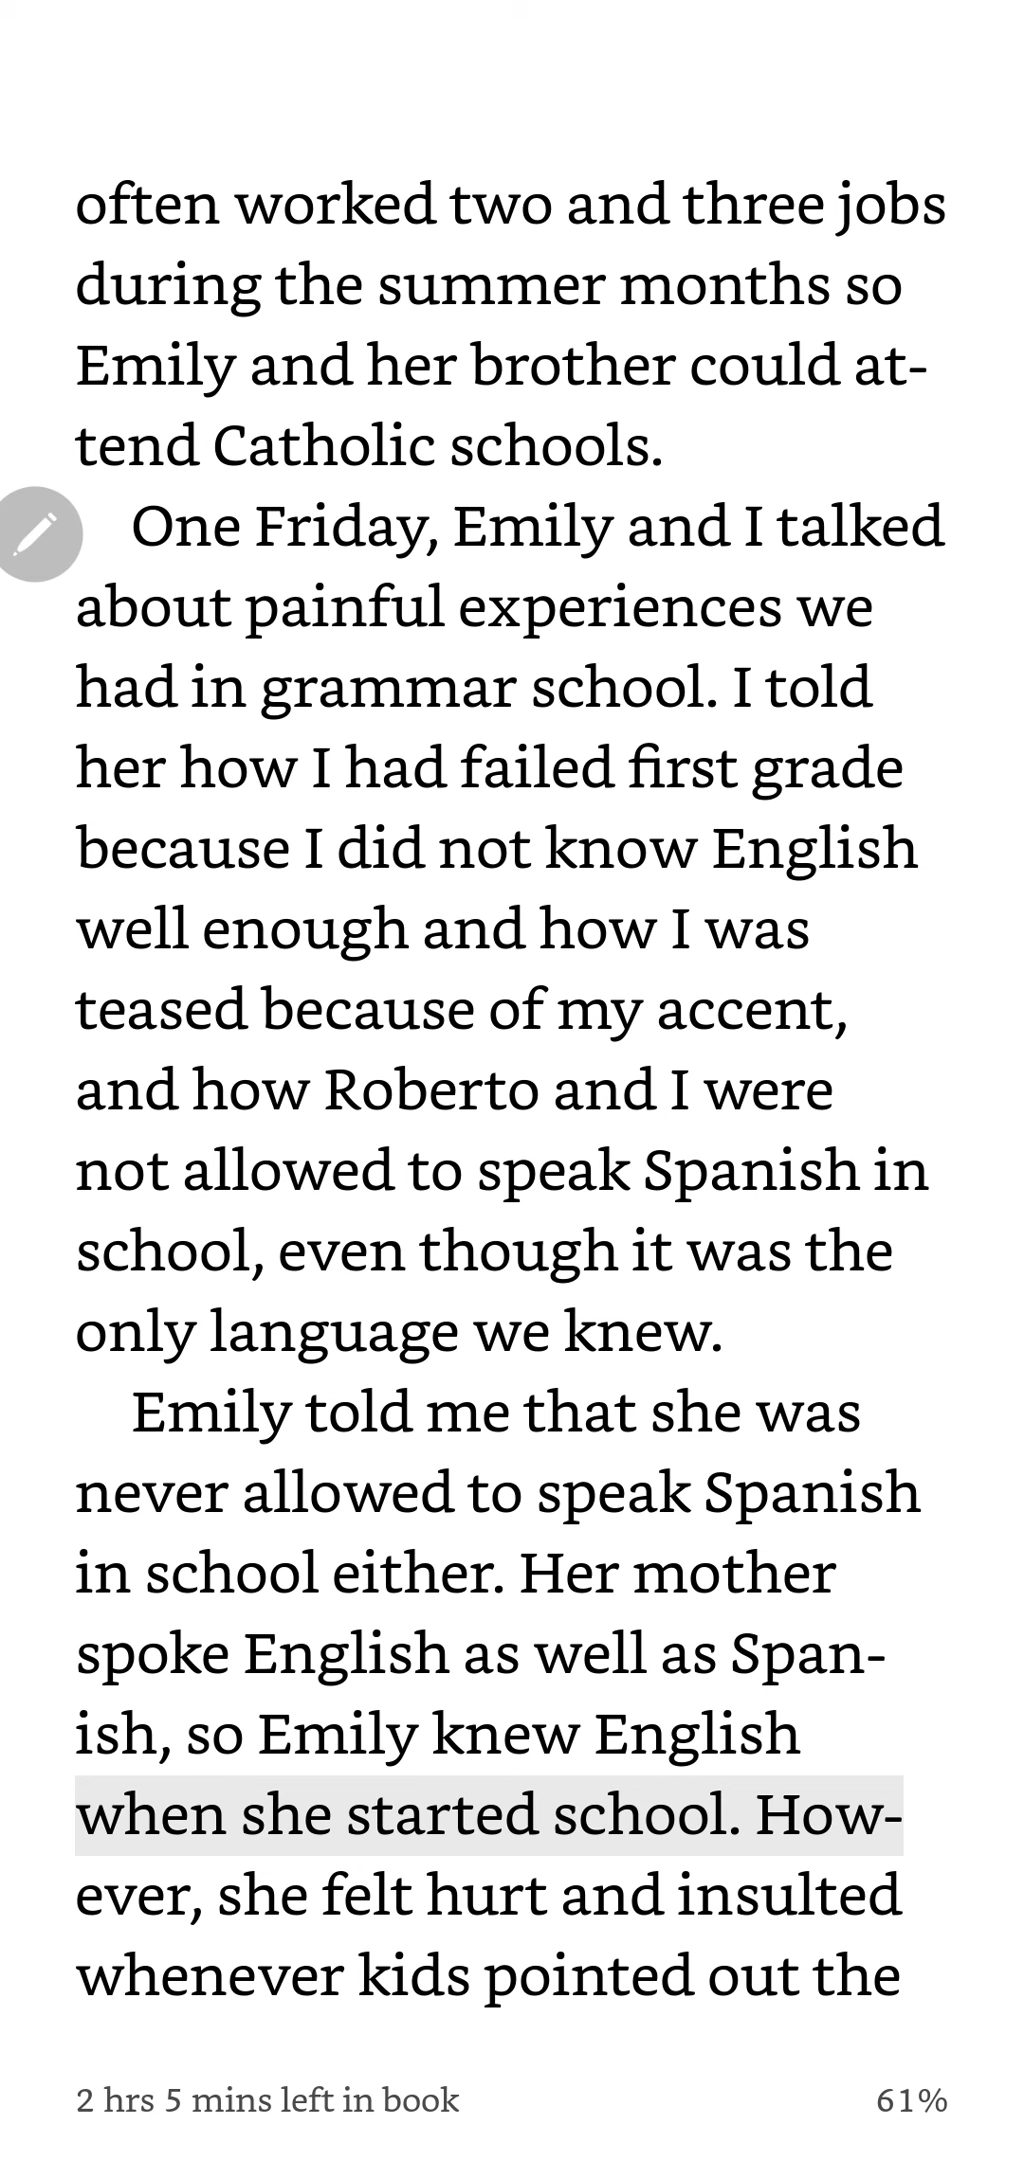 often worked two and three jobs
during the summer months so
Emily and her brother could at-
tend Catholic schools.
One Friday, Emily and I talked
about painful experiences we
had in grammar school. I told
her how I had failed first grade
because I did not know English
well enough and how I was
teased because of my accent,
and how Roberto and I were
not allowed to speak Spanish in
school, even though it was the
only language we knew.
Emily told me that she was
never allowed to speak Spanish
in school either. Her mother
spoke English as well as Span-
ish, so Emily knew English
when she started school. How-
ever, she felt hurt and insulted
whenever kids pointed out the
2 hrs 5 mins left in book 61%